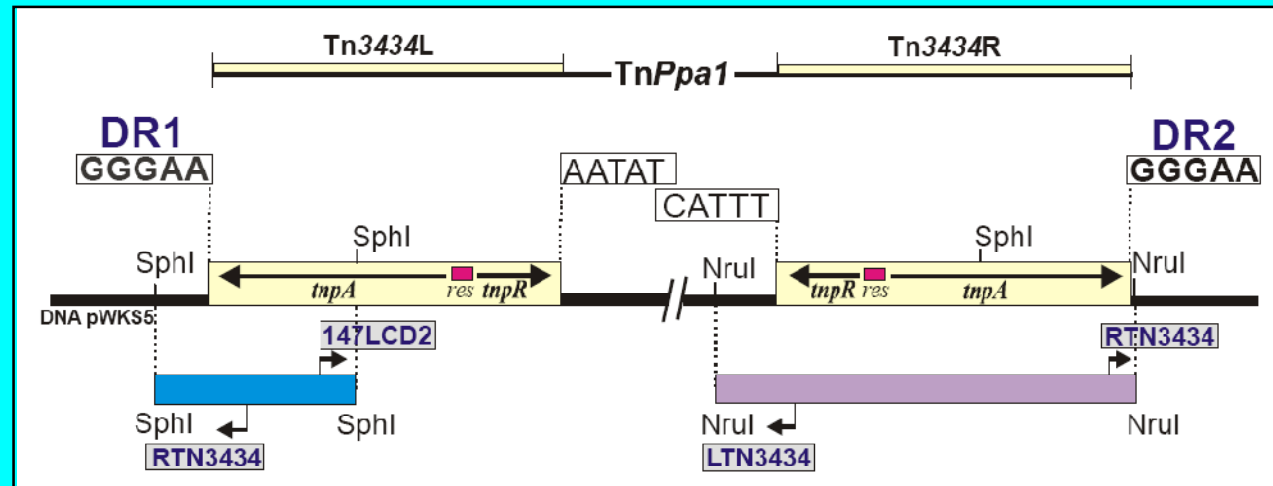 Tn3434L
Tn3434R
TnPpa1
DR1
DR2
GGGAA
AATAT
GGGAA
CATTT
SphI
SphI
NruI
SphI
NruI
tnpA
res
tnpR
tnpR
res
tnpA
DNA pWKS5
147LCD2
RTN3434
SphI
SphI
NruI
NruI
RTN3434
LTN3434